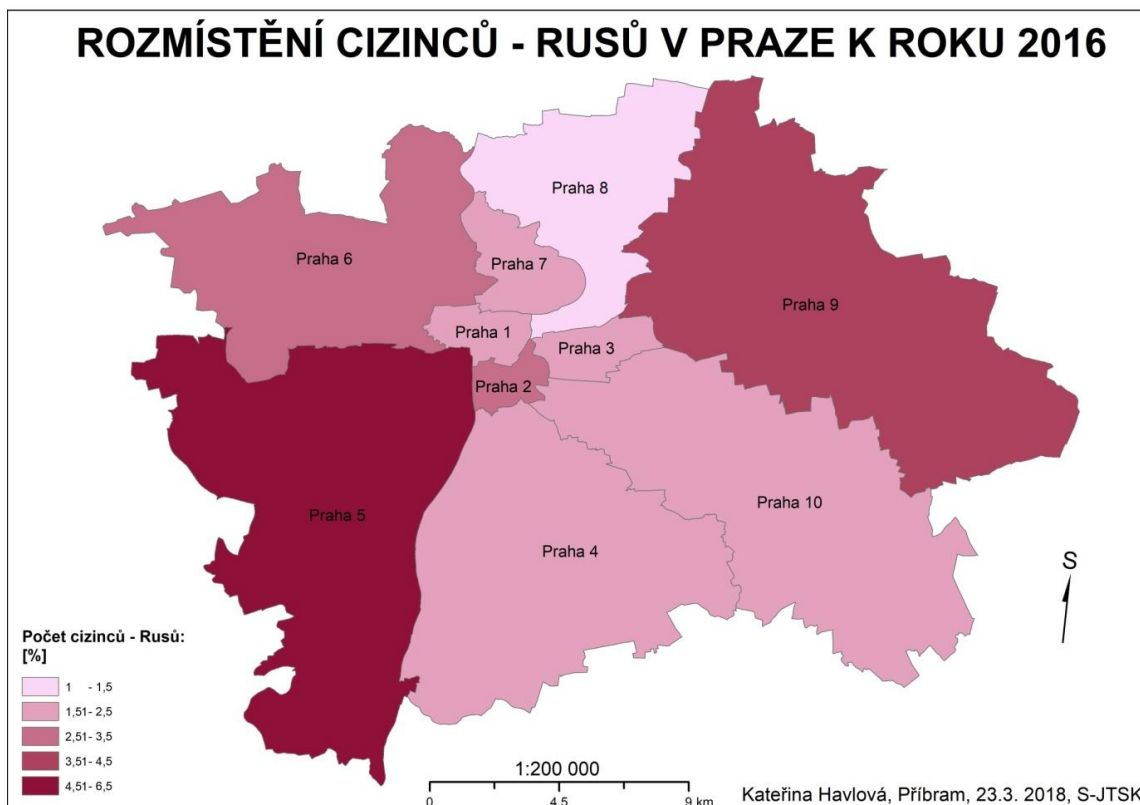 ROZMÍSTĚNÍ CIZINCŮ - RUSŮ V PRAZE K ROKU 2016
Praha 8
Praha 6
Praha 7
Praha 9
Praha 1
Praha 3
Praha 2
Praha 10
Praha 5
Praha 4
S
Počet cizinců - Rusů:
[%]
1 - 1,5
1,51 - 2,5
2,51 - 3,5
3,51 - 4,5
4,51 - 6,5
1:200 000
0 4,5 9 km
Kateřina Havlová, Příbram, 23.3. 2018, S-JTSK